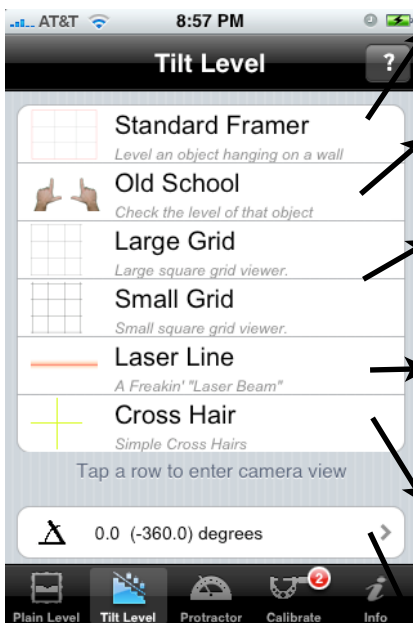 AT&T 8:57 PM
Tilt Level ?
Standard Framer
Level an object hanging on a wall
Old School
Check the level of that object
Large Grid
Large square grid viewer.
Small Grid
Small square grid viewer.
Laser Line
A Freakin' "Laser Beam"
Cross Hair
Simple Cross Hairs
Tap a row to enter camera view
0.0 (-360.0) degrees
2
Plain Level Tilt Level Protractor Calibrate Info